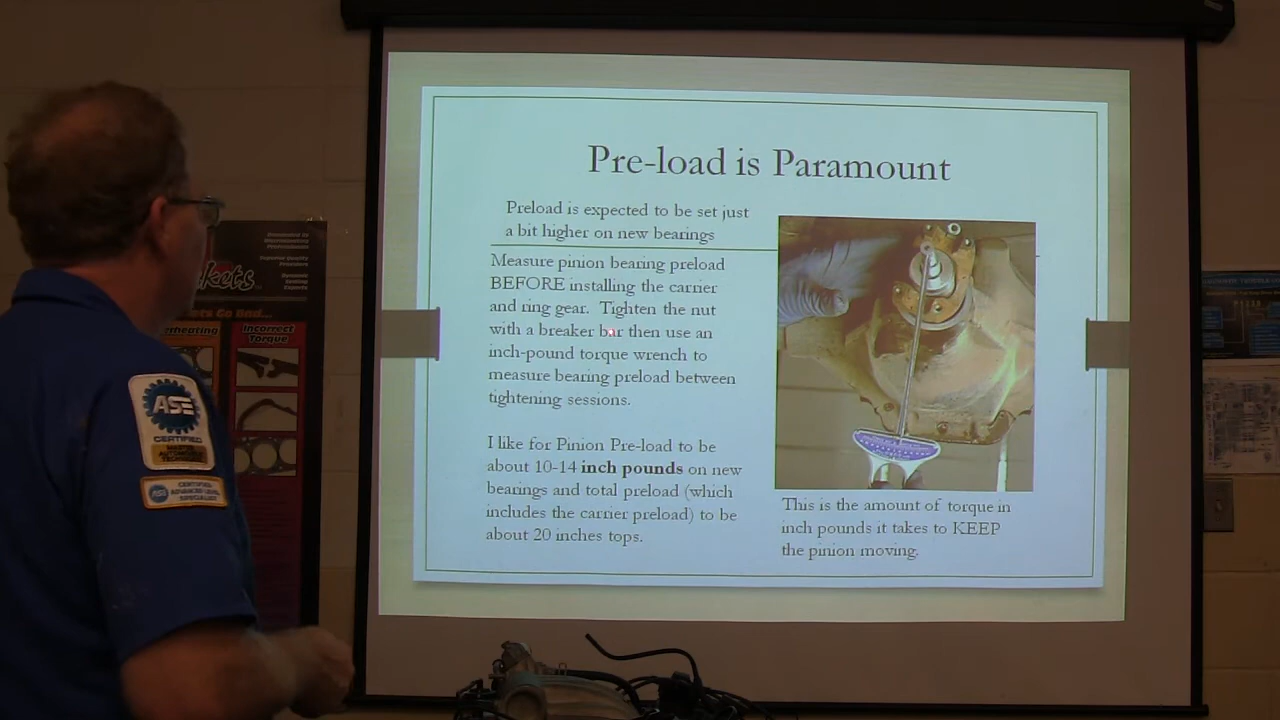 Pre-load is Paramount
Preload is expected to be set just
a bit higher on new bearings
Measure pinion bearing preload
BEFORE installing the carrier
and ring gear. Tighten the nut
with a breaker bar then use an
inch-pound torque wrench to
measure bearing preload between
tightening sessions.
I like for Pinion Pre-load to be
about 10-14 inch pounds on new
bearings and total preload (which
includes the carrier preload) to be
about 20 inches tops.
This is the amount of torque in
inch pounds it takes to KEEP
the pinion moving.
ASE
CERTIFIED
ASE
CERTIFIED
ADVANCED LEVEL
SPECIALIST
Incorrect
Torque